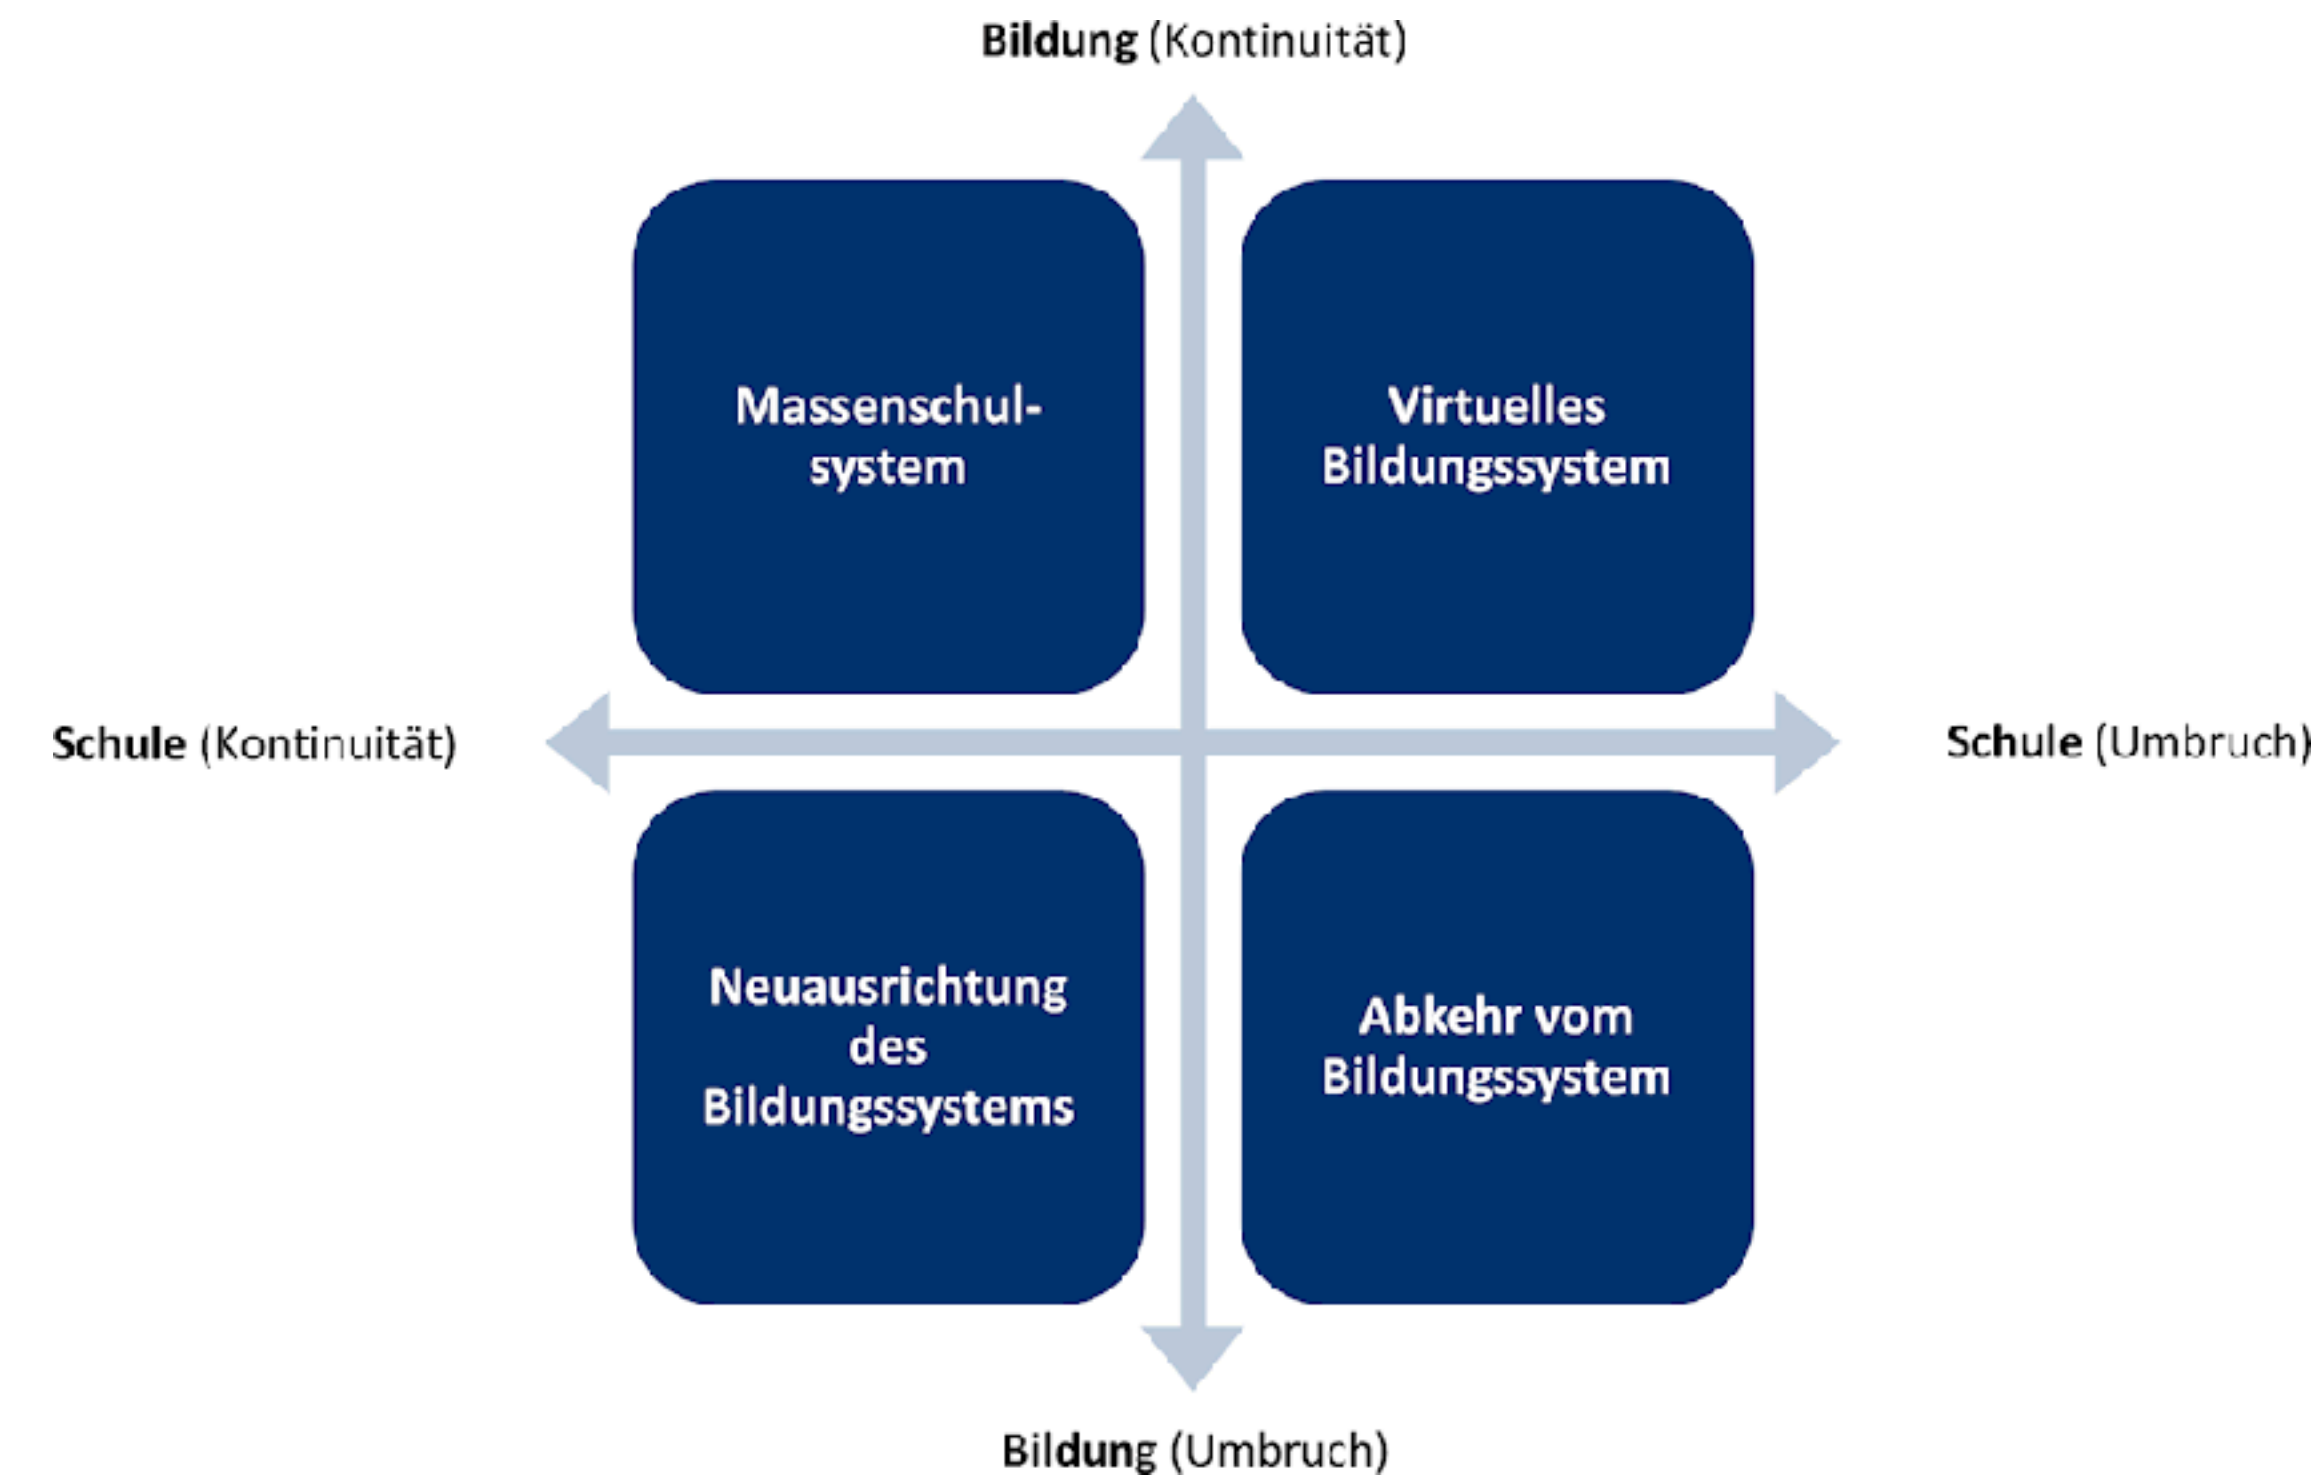 Bildung (Kontinuität)
Massenschul-
system
Virtuelles
Bildungssystem
Schule (Kontinuität)
Schule (Umbruch)
Neuausrichtung
des
Bildungssystems
Abkehr vom
Bildungssystem
Bildung (Umbruch)